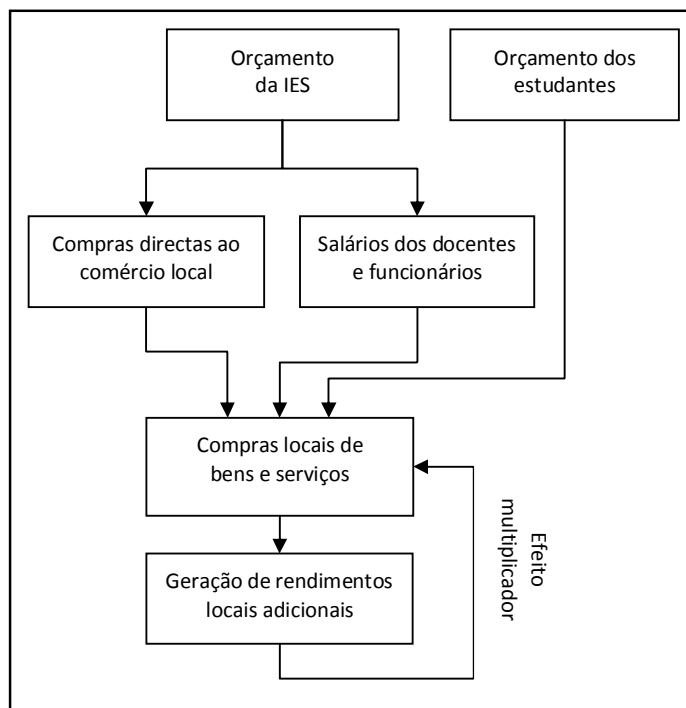 Orçamento
da IES
Orçamento dos
estudantes
Compras directas ao
comércio local
Salários dos docentes
e funcionários
Compras locais de
bens e serviços
Efeito
multiplicador
Geração de rendimentos
locais adicionais